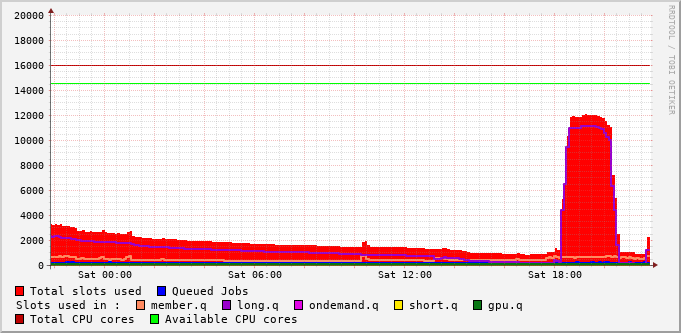 20000
18000
16000
14000
12000
10000
8000
6000
4000
2000
0
Sat 00:00 Sat 06:00 Sat 12:00 Sat 18:00
RRDTOOL / TOBI OETIKER
Total slots used Queued Jobs
Slots used in : member.q long.q ondemand.q short.q gpu.q
Total CPU cores Available CPU cores